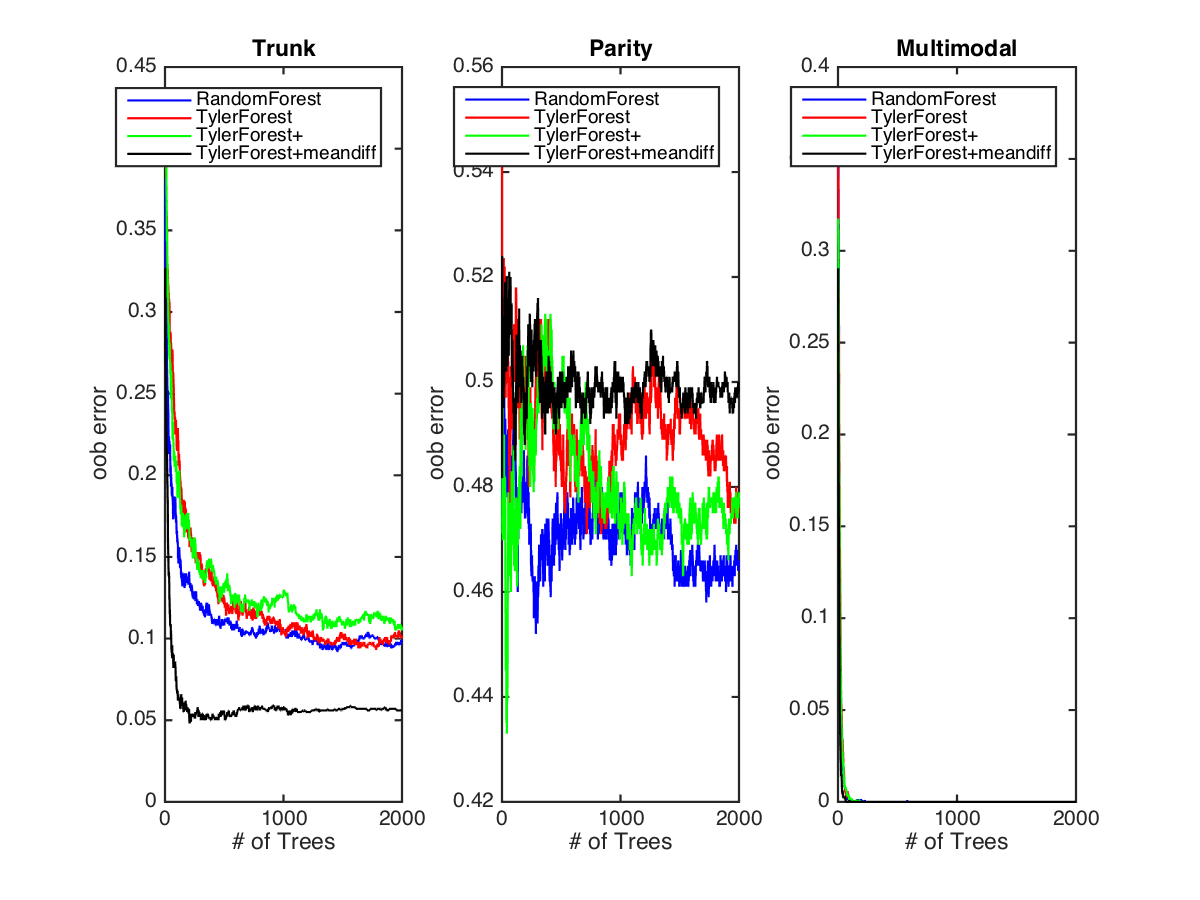 Trunk
0.45
RandomForest
TylerForest
TylerForest+
TylerForest+meandiff
0.35
0.3
0.25
0.2
0.15
0.1
0.05
0
oob error
0 1000 2000
# of Trees
Parity
0.56
RandomForest
TylerForest
TylerForest+
TylerForest+meandiff
0.54
0.52
0.5
0.48
0.46
0.44
0.42
oob error
0 1000 2000
# of Trees
Multimodal
0.4
RandomForest
TylerForest
TylerForest+
TylerForest+meandiff
0.3
0.25
0.2
0.15
0.1
0.05
0
oob error
0 1000 2000
# of Trees